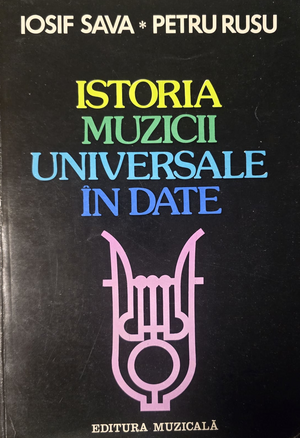 IOSIF SAVA * PETRU RUSU
ISTORIA
MUZICII
UNIVERSALE
ÎN DATE
EDITURA MUZICALĂ